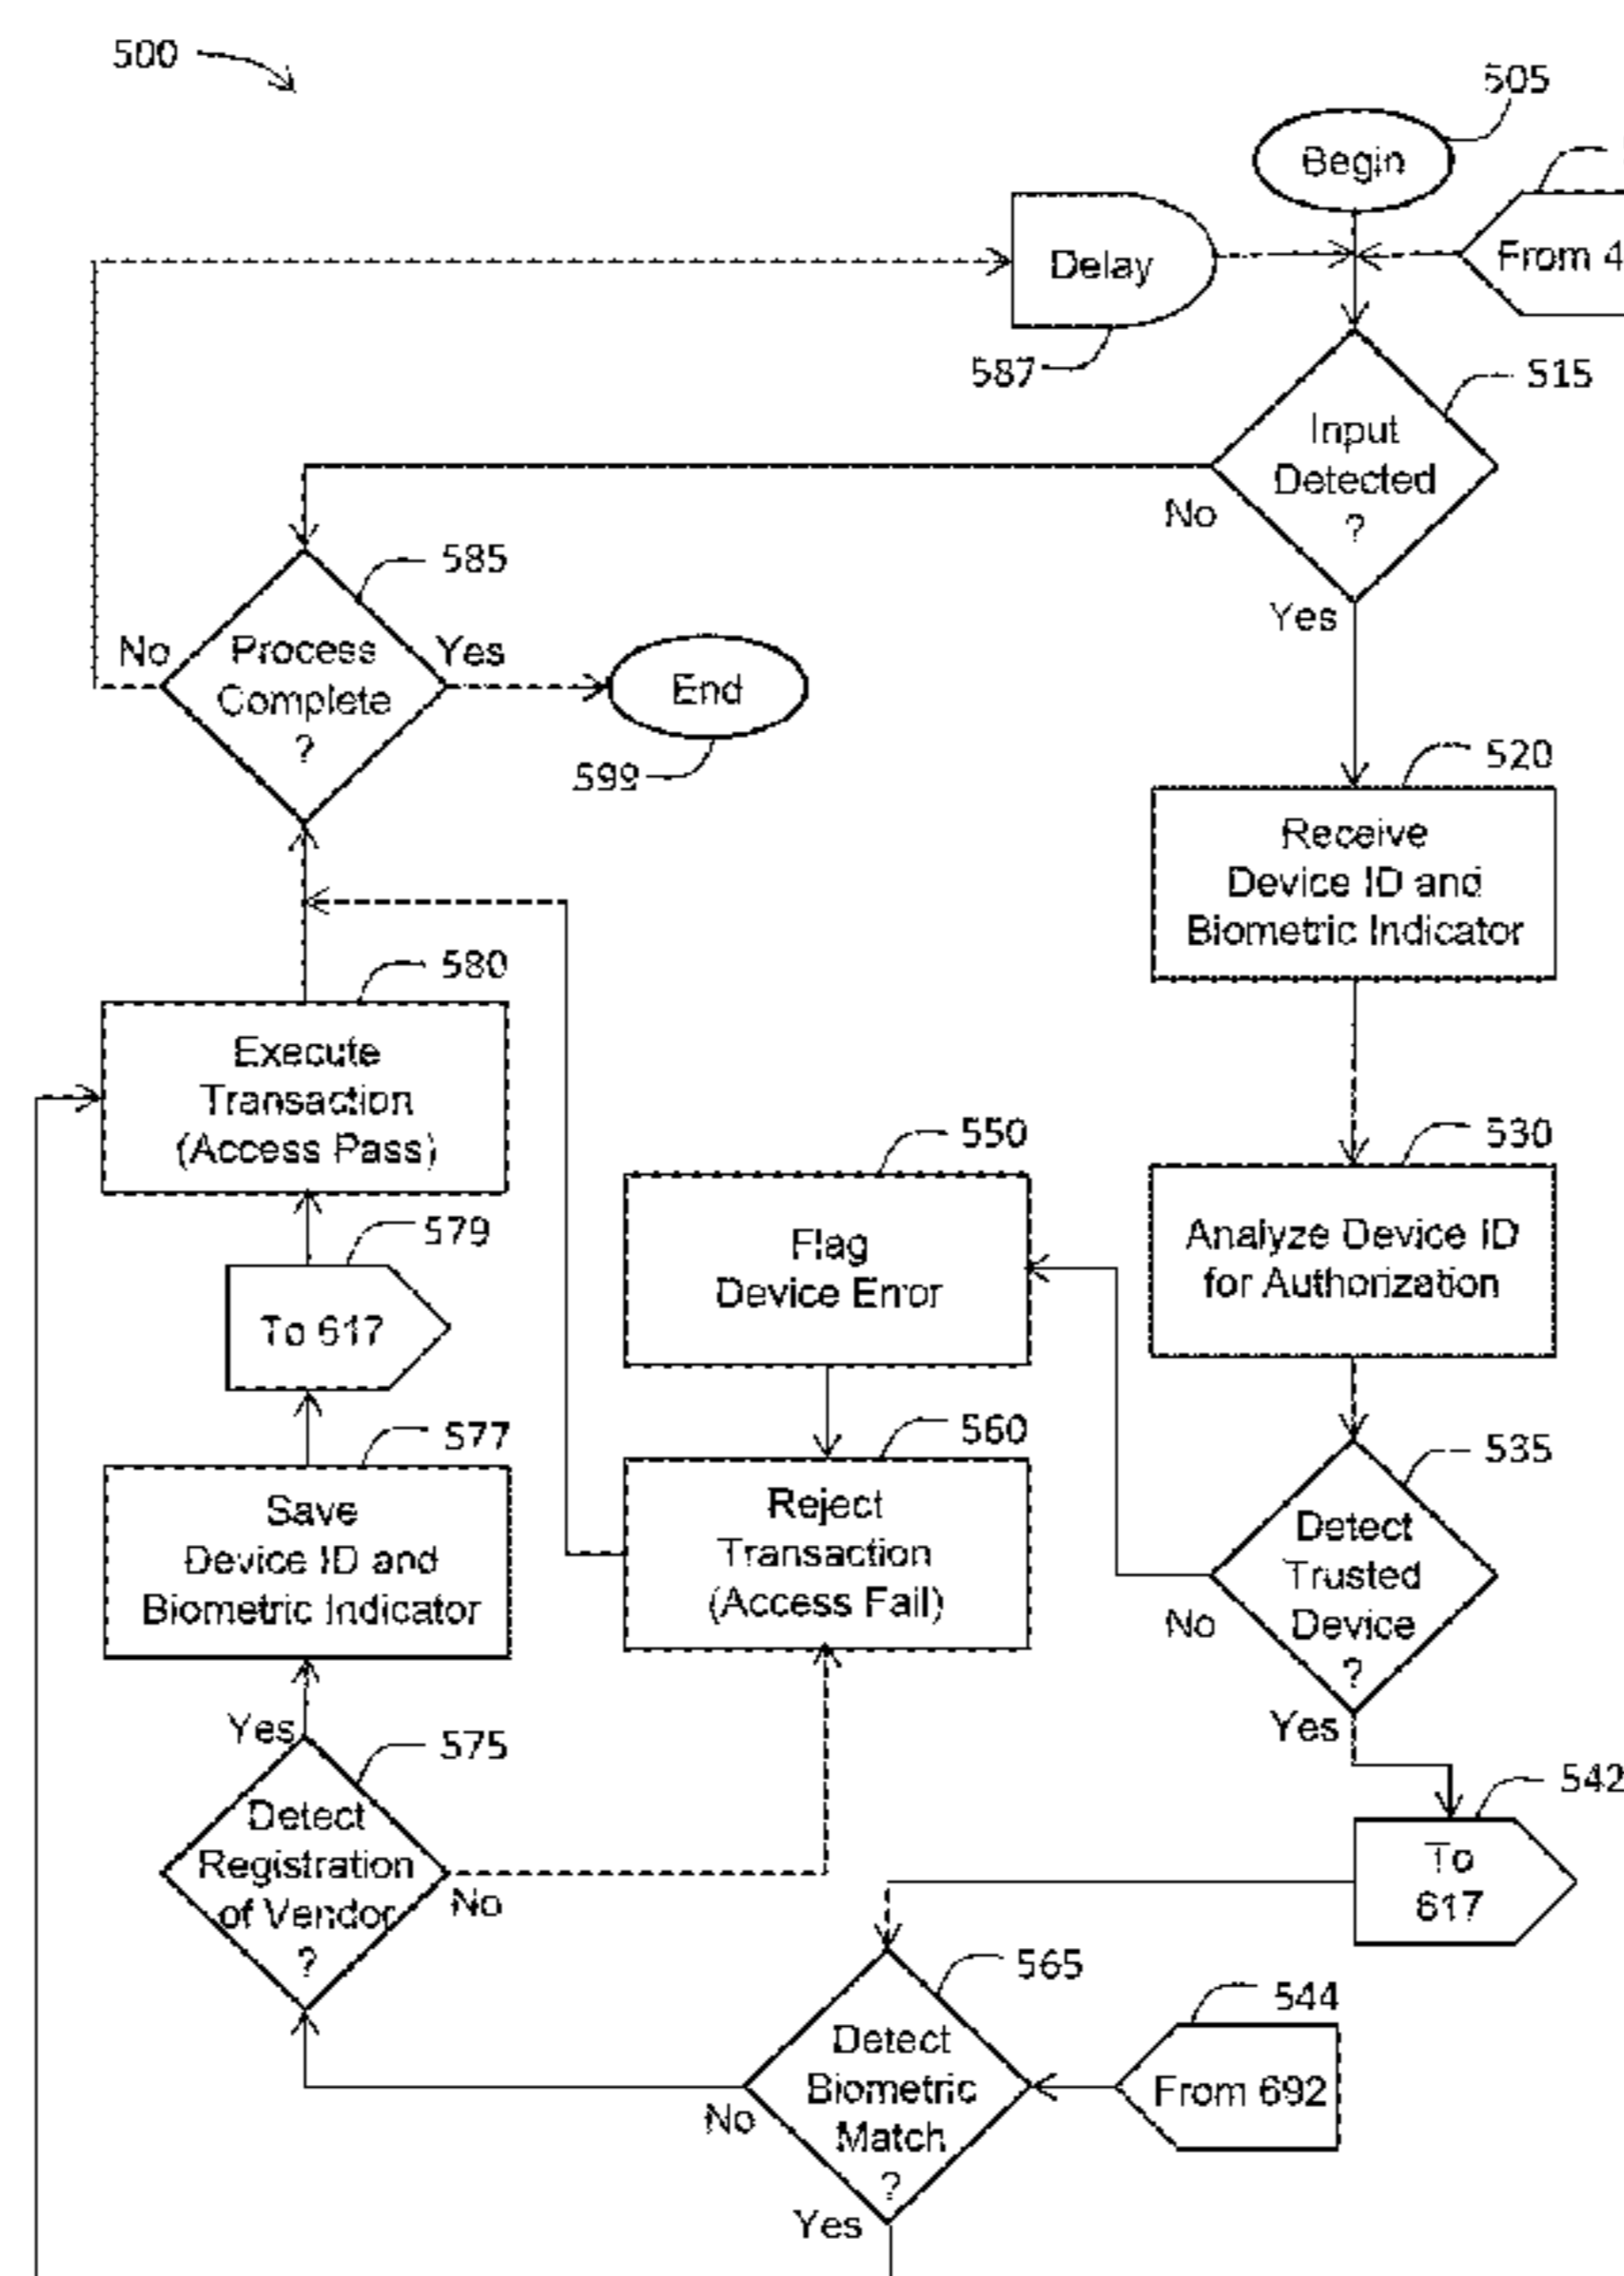 500
505
Begin
Delay
From 4
587
515
Input
Detected
?
No
Yes
585
No
Process
Complete
?
Yes
End
599
520
Receive
Device ID and
Biometric Indicator
580
Execute
Transaction
(Access Pass)
550
Flag
Device Error
530
Analyze Device ID
for Authorization
579
To 617
577
Save
Device ID and
Biometric Indicator
560
Reject
Transaction
(Access Fail)
535
Detect
Trusted
Device
?
No
Yes
Yes
575
Detect
Registration
of Vendor
?
No
542
To
617
565
Detect
Biometric
Match
?
No
Yes
544
From 692